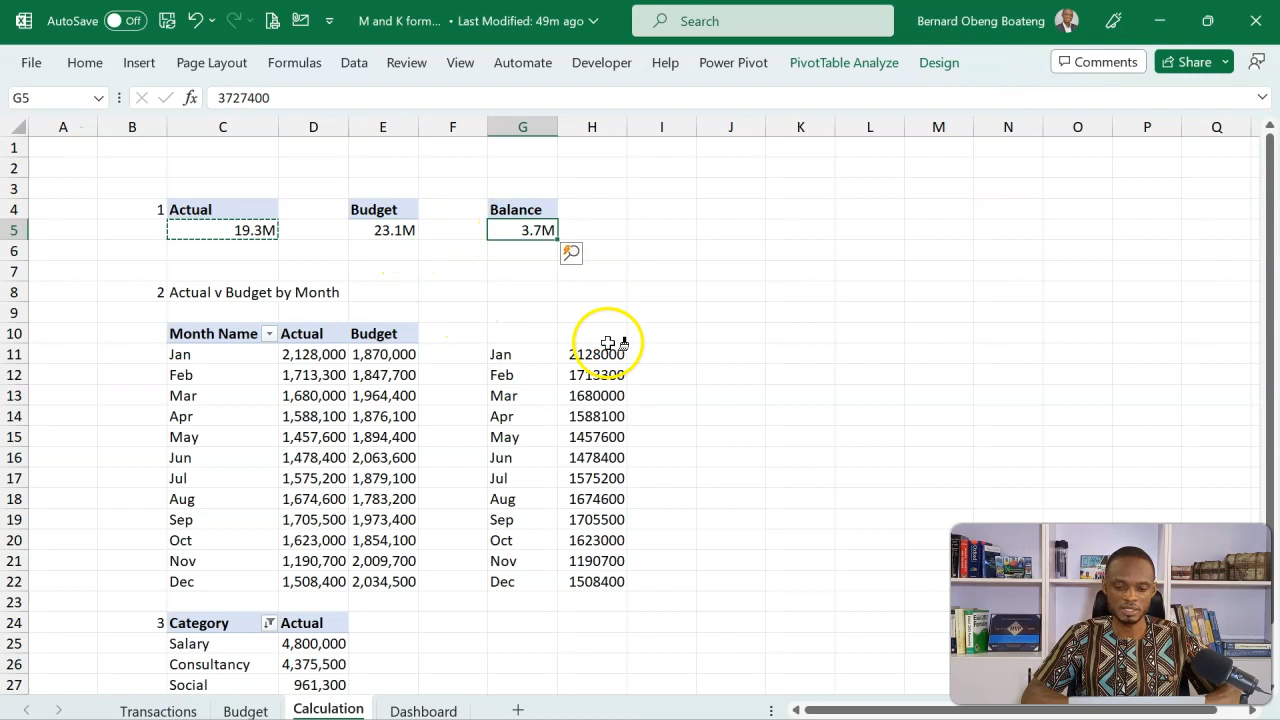 AutoSave Off M and K form... • Last Modified: 49m ago Search Bernard Obeng Boateng
File Home Insert Page Layout Formulas Data Review View Automate Developer Help Power Pivot PivotTable Analyze Design Comments Share
G5 fx 3727400
A B C D E F G H I J K L M N O P Q
1
2
3
4 1 Actual Budget Balance
5 19.3M 23.1M 3.7M
6
7
8 2 Actual v Budget by Month
9
10 Month Name Actual Budget
11 Jan 2,128,000 1,870,000 Jan 2128000
12 Feb 1,713,300 1,847,700 Feb 1713300
13 Mar 1,680,000 1,964,400 Mar 1680000
14 Apr 1,588,100 1,876,100 Apr 1588100
15 May 1,457,600 1,894,400 May 1457600
16 Jun 1,478,400 2,063,600 Jun 1478400
17 Jul 1,575,200 1,879,100 Jul 1575200
18 Aug 1,674,600 1,783,200 Aug 1674600
19 Sep 1,705,500 1,973,400 Sep 1705500
20 Oct 1,623,000 1,854,100 Oct 1623000
21 Nov 1,190,700 2,009,700 Nov 1190700
22 Dec 1,508,400 2,034,500 Dec 1508400
23
24 3 Category Actual
25 Salary 4,800,000
26 Consultancy 4,375,500
27 Social 961,300
Transactions Budget Calculation Dashboard